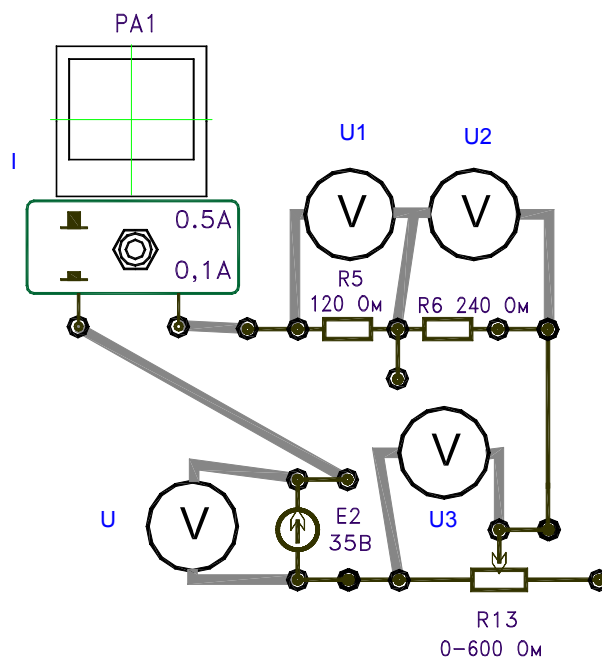 PA1
I
U1
U2
V
V
0.5A
0,1A
R5
120 Ом
R6 240 Ом
V
U
V
E2
35В
U3
R13
0-600 Ом